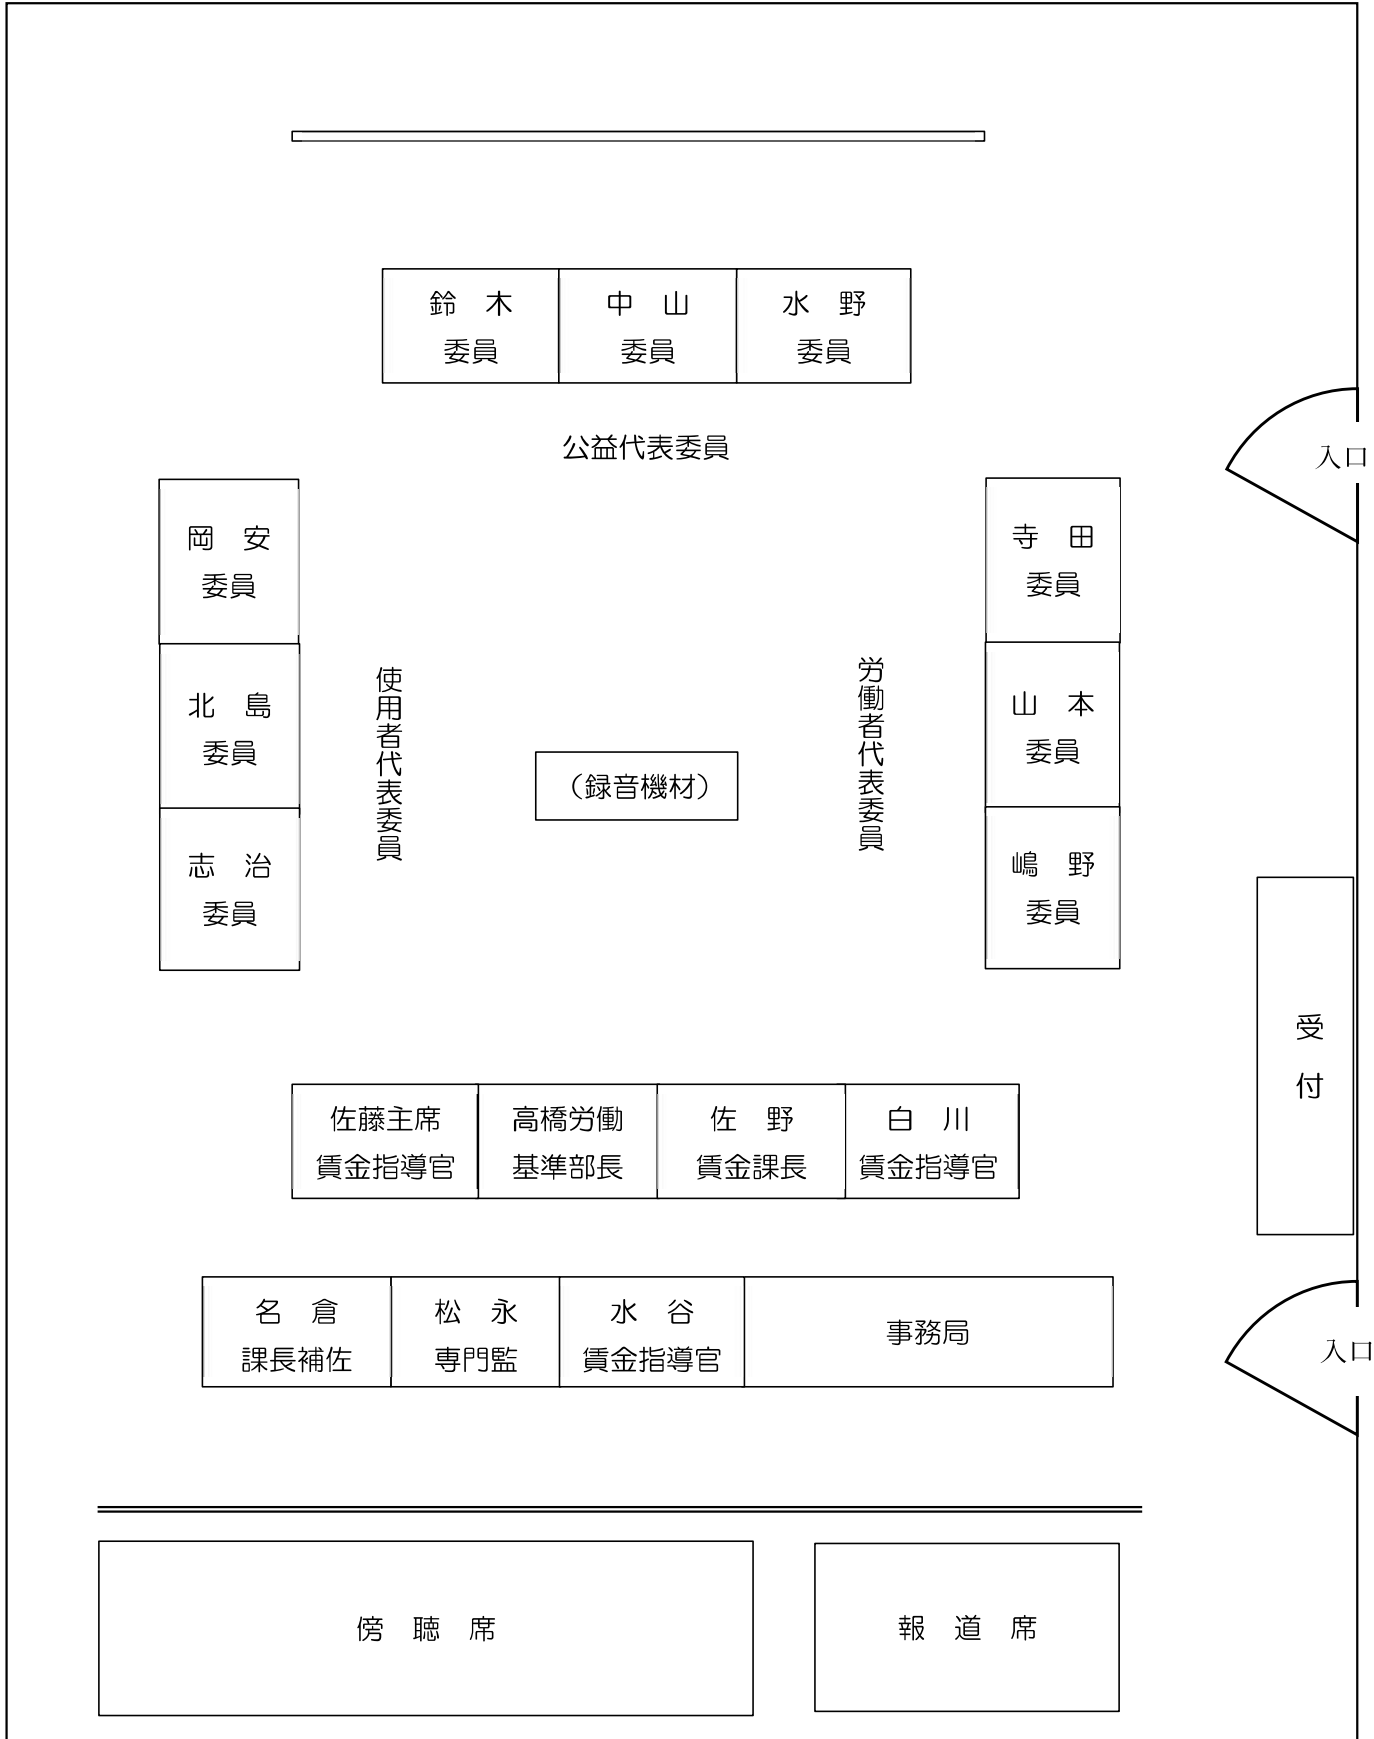 鈴　木
委員
中　山
委員
水　野
委員
公益代表委員
入口
岡　安
委員
北　島
委員
志　治
委員
使用者代表委員
（録音機材）
労働者代表委員
寺　田
委員
山　本
委員
嶋　野
委員
受
付
佐藤主席
賃金指導官
高橋労働
基準部長
佐　野
賃金課長
白　川
賃金指導官
名　倉
課長補佐
松　永
専門監
水　谷
賃金指導官
事務局
入口
傍　聴　席
報　道　席